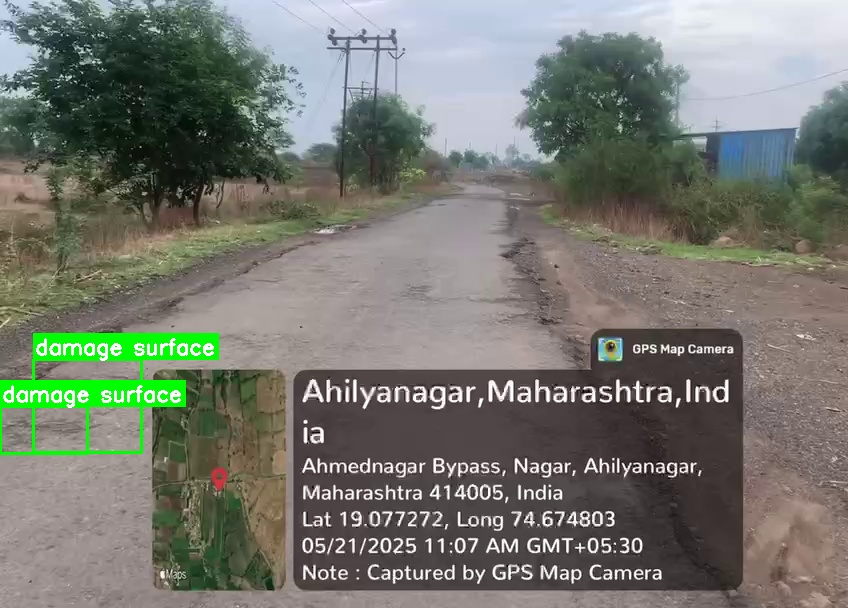 damage surface
damage surface
GPS Map Camera
Ahilyanagar,Maharashtra,Ind
ia
Ahmednagar Bypass, Nagar, Ahilyanagar,
Maharashtra 414005, India
Lat 19.077272, Long 74.674803
05/21/2025 11:07 AM GMT+05:30
Note : Captured by GPS Map Camera
Maps